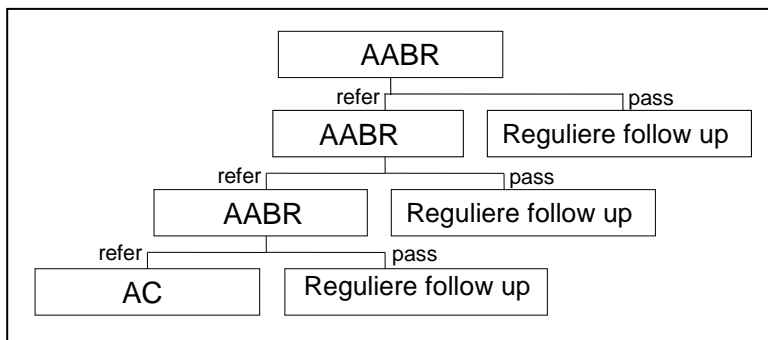 AABR
refer pass
AABR Reguliere follow up
refer pass
AABR Reguliere follow up
refer pass
AC Reguliere follow up